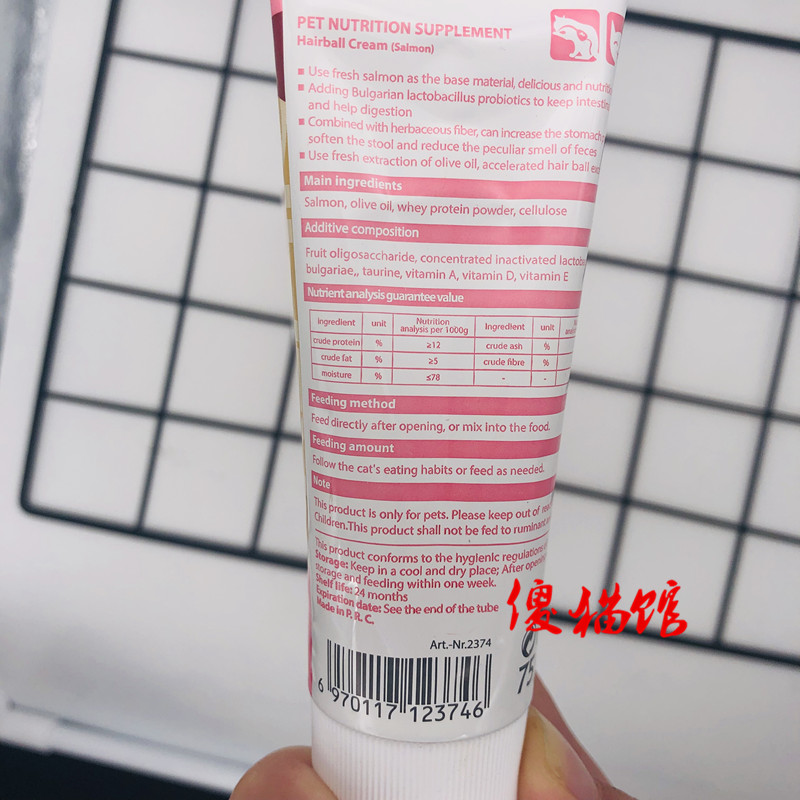 PET NUTRITION SUPPLEMENT
Hairball Cream (Salmon)
Use fresh salmon as the base material, delicious and
Adding Bulgarian lactobacillus probiotics to keep
and help digestion
Combined with herbaceous fiber, can increase the stomach
soften the stool and reduce the peculiar smell of feces
Use fresh extraction of olive oil, accelerated hair ball
Main ingredients
Salmon, olive oil, whey protein powder, cellulose
Additive composition
Fruit oligosaccharide, concentrated inactivated
bulgariae,, taurine, vitamin A, vitamin D, vitamin E
Nutrient analysis guarantee value
ingredient unit Nutrition analysis per 1000g Ingredient unit
crude protein % ≥12 crude ash %
crude fat % ≥5 crude fibre %
moisture % ≤78 - -
Feeding method
Feed directly after opening, or mix into the food.
Feeding amount
Follow the cat's eating habits or feed as needed.
Note
This product is only for pets. Please keep out of
Children.This product shall not be fed to
This product conforms to the hygienic regulations
Storage: Keep in a cool and dry place; After
storage and feeding within one week.
Shelf life: 24 months
Expiration date: See the end of the tube
Made in P. R. C.
傻猫馆
Art.-Nr.2374
75
6 970117 123746